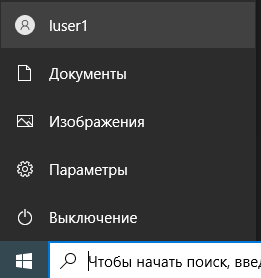 luser1
Документы
Изображения
Параметры
Выключение
Чтобы начать поиск, введ